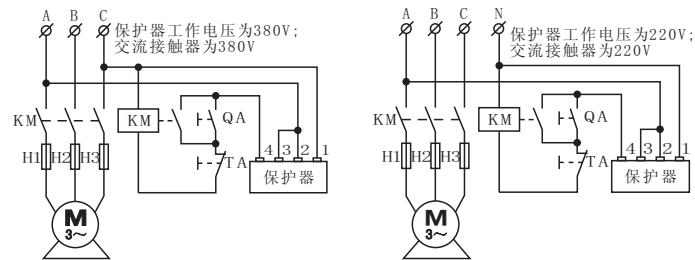 A B C
保护器工作电压为380V;
交流接触器为380V
KM
KM
QA
H1 H2 H3
TA
4 3 2 1
保护器
M
3～
A B C N
保护器工作电压为220V;
交流接触器为220V
KM
KM
QA
H1 H2 H3
TA
4 3 2 1
保护器
M
3～